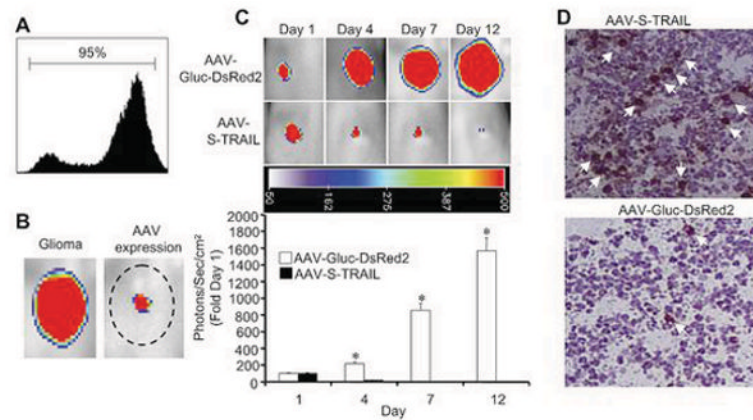 A
95%
B
Glioma
AAV
expression
C
Day 1 Day 4 Day 7 Day 12
AAV-
Gluc-DsRed2
AAV-
S-TRAIL
50 162 275 387 500
Photons/Sec/cm²
(Fold Day 1)
2000
1800
1600
1400
1200
1000
800
600
400
200
0
AAV-Gluc-DsRed2
AAV-S-TRAIL
* * *
1 4 7 12
Day
D
AAV-S-TRAIL
AAV-Gluc-DsRed2